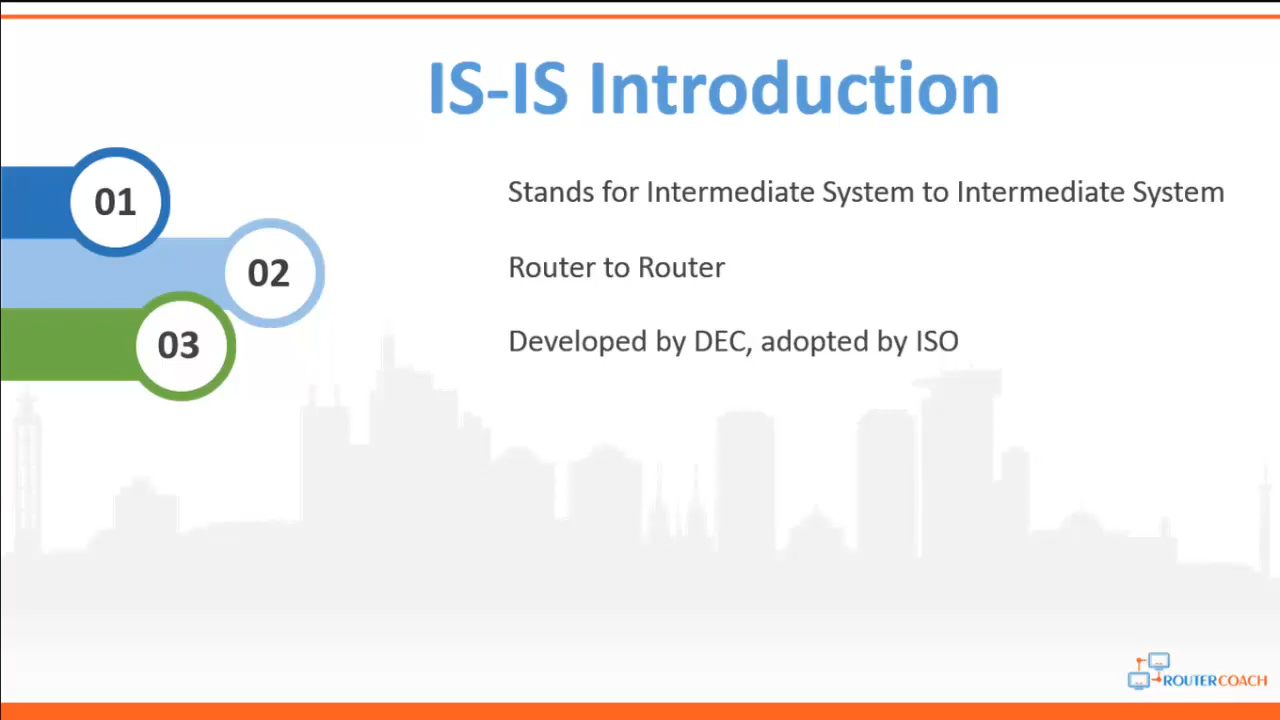 IS-IS Introduction
01
Stands for Intermediate System to Intermediate System
02
Router to Router
03
Developed by DEC, adopted by ISO
ROUTERCOACH